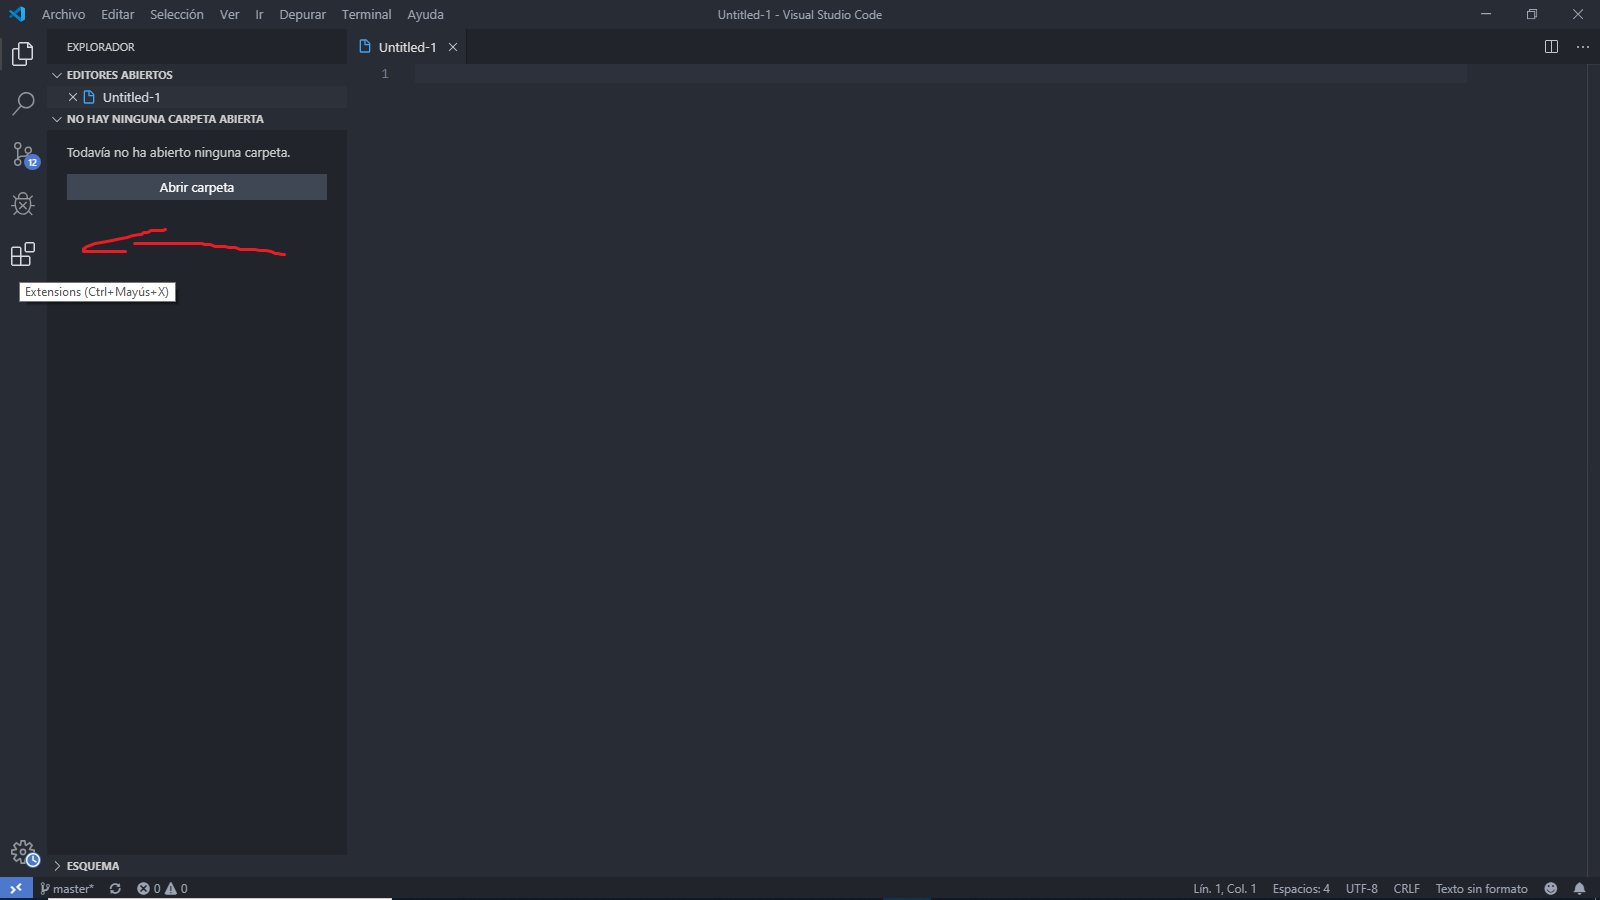 Archivo Editar Selección Ver Ir Depurar Terminal Ayuda Untitled-1 - Visual Studio Code
EXPLORADOR
Untitled-1
EDITORES ABIERTOS
Untitled-1
NO HAY NINGUNA CARPETA ABIERTA
Todavía no ha abierto ninguna carpeta.
Abrir carpeta
1
12
Extensions (Ctrl+Mayús+X)
ESQUEMA
master* 0 0 Lín. 1, Col. 1 Espacios: 4 UTF-8 CRLF Texto sin formato